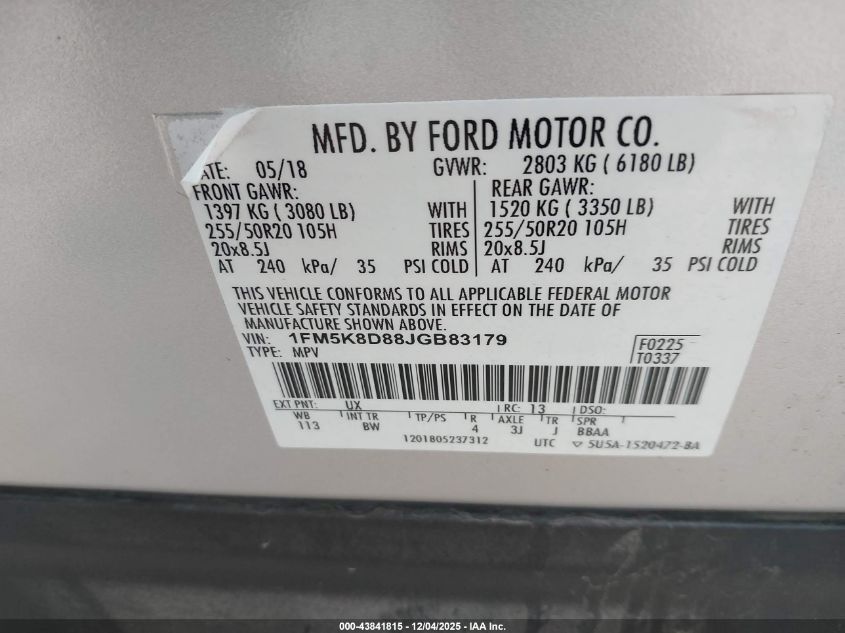 MFD. BY FORD MOTOR CO.
ATE: 05/18 GVWR: 2803 KG ( 6180 LB)
FRONT GAWR: REAR GAWR:
1397 KG ( 3080 LB) WITH 1520 KG ( 3350 LB) WITH
255/50R20 105H TIRES 255/50R20 105H TIRES
20x8.5J RIMS 20x8.5J RIMS
AT 240 kPa/ 35 PSI COLD AT 240 kPa/ 35 PSI COLD
THIS VEHICLE CONFORMS TO ALL APPLICABLE FEDERAL MOTOR
VEHICLE SAFETY STANDARDS IN EFFECT ON THE DATE OF
MANUFACTURE SHOWN ABOVE.
VIN: 1FM5K8D88JGB83179 F0225
TYPE: MPV T0337
EXT PNT: UX RC: 13 DSO:
WB INT TR TP/PS R AXLE TR SPR
113 BW 4 3J J BBAA
1201805237312 UTC ▽ 5U5A-1520472-BA
000-43841815 - 12/04/2025 - IAA Inc.